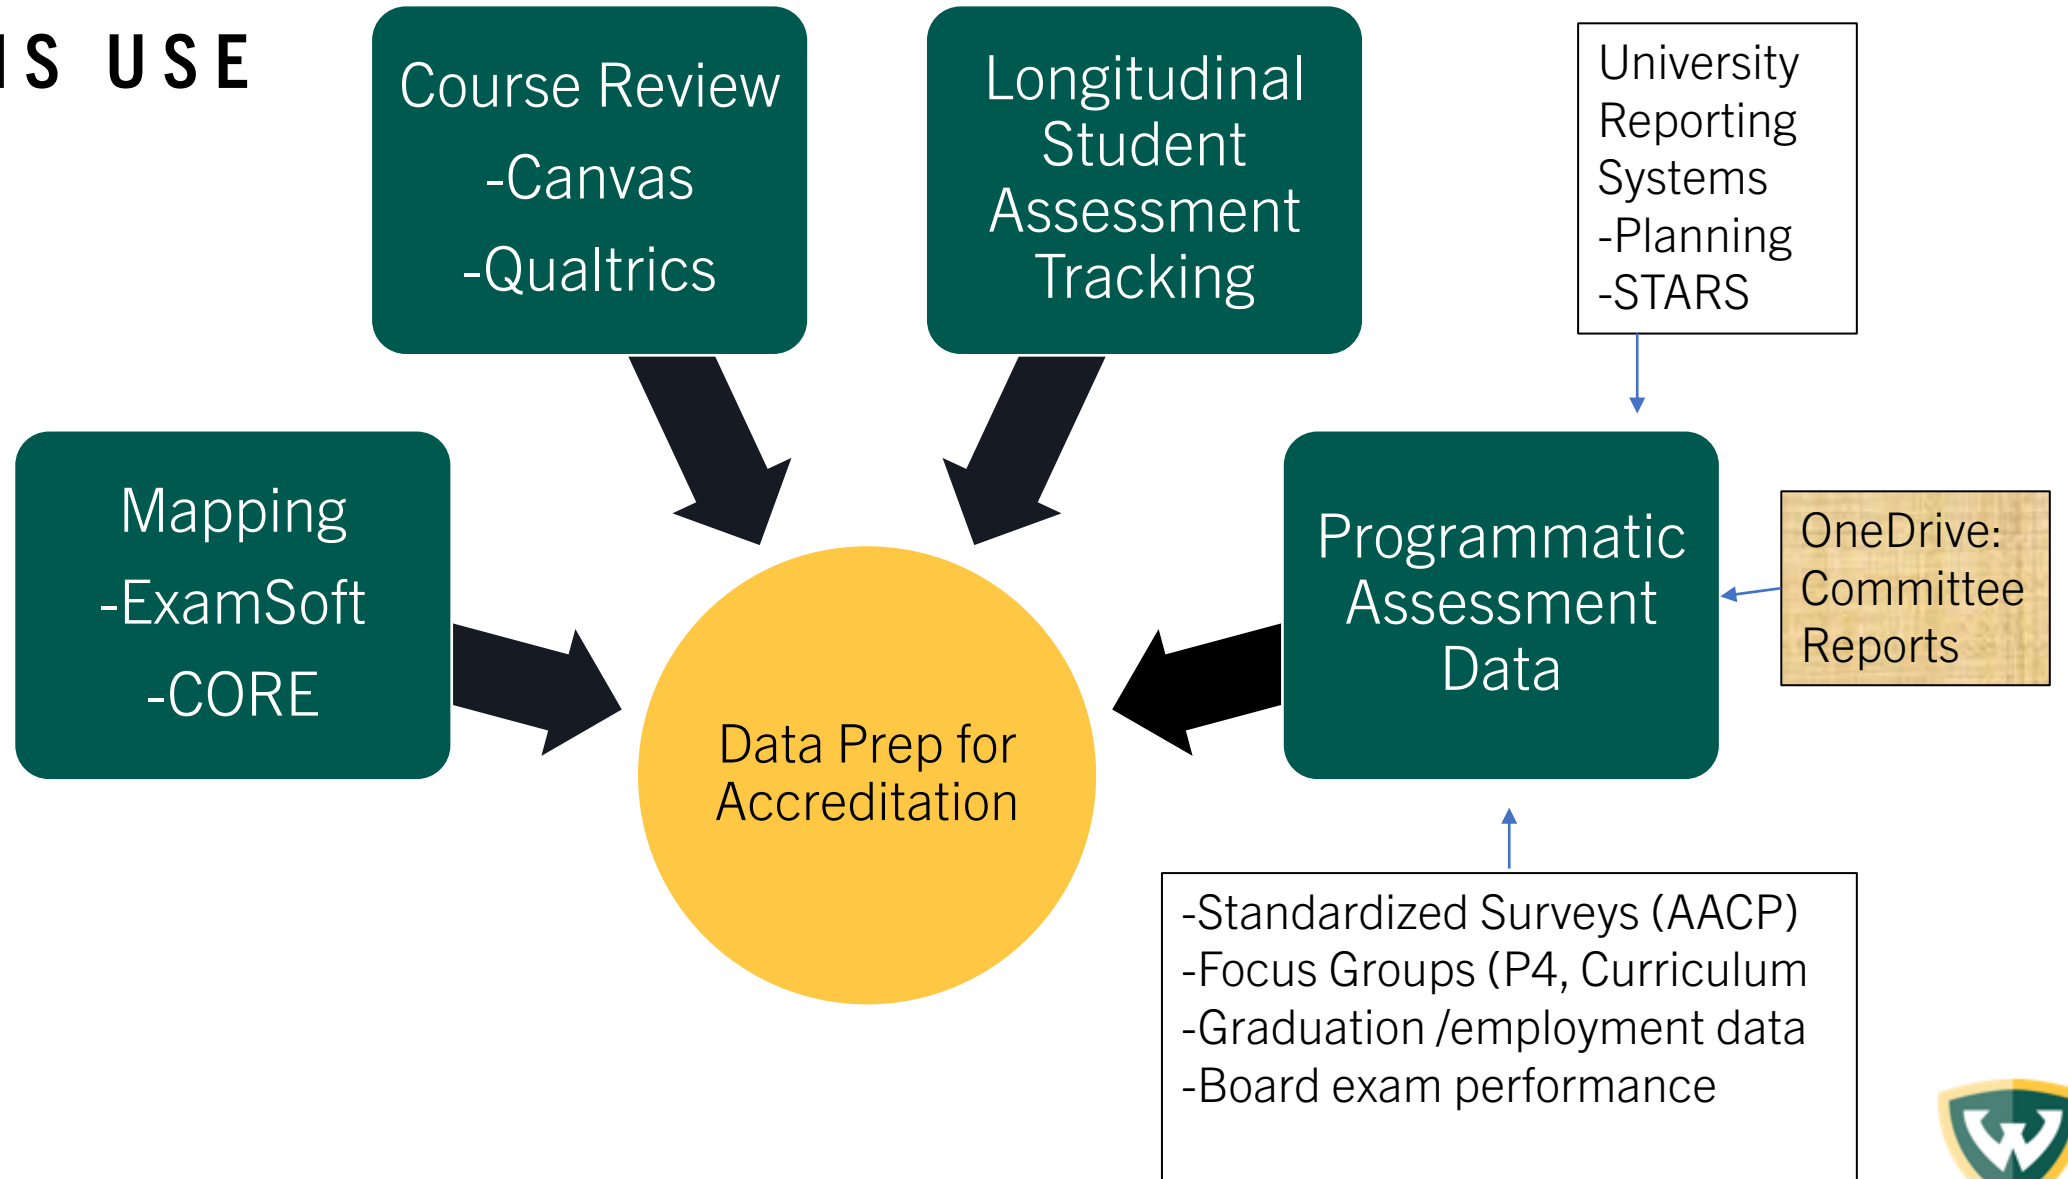 USE
Course Review
-Canvas
-Qualtrics
Longitudinal
Student
Assessment
Tracking
University
Reporting
Systems
-Planning
-STARS
Mapping
-ExamSoft
-CORE
Programmatic
Assessment
Data
OneDrive:
Committee
Reports
Data Prep for
Accreditation
-Standardized Surveys (AACP)
-Focus Groups (P4, Curriculum
-Graduation /employment data
-Board exam performance
W